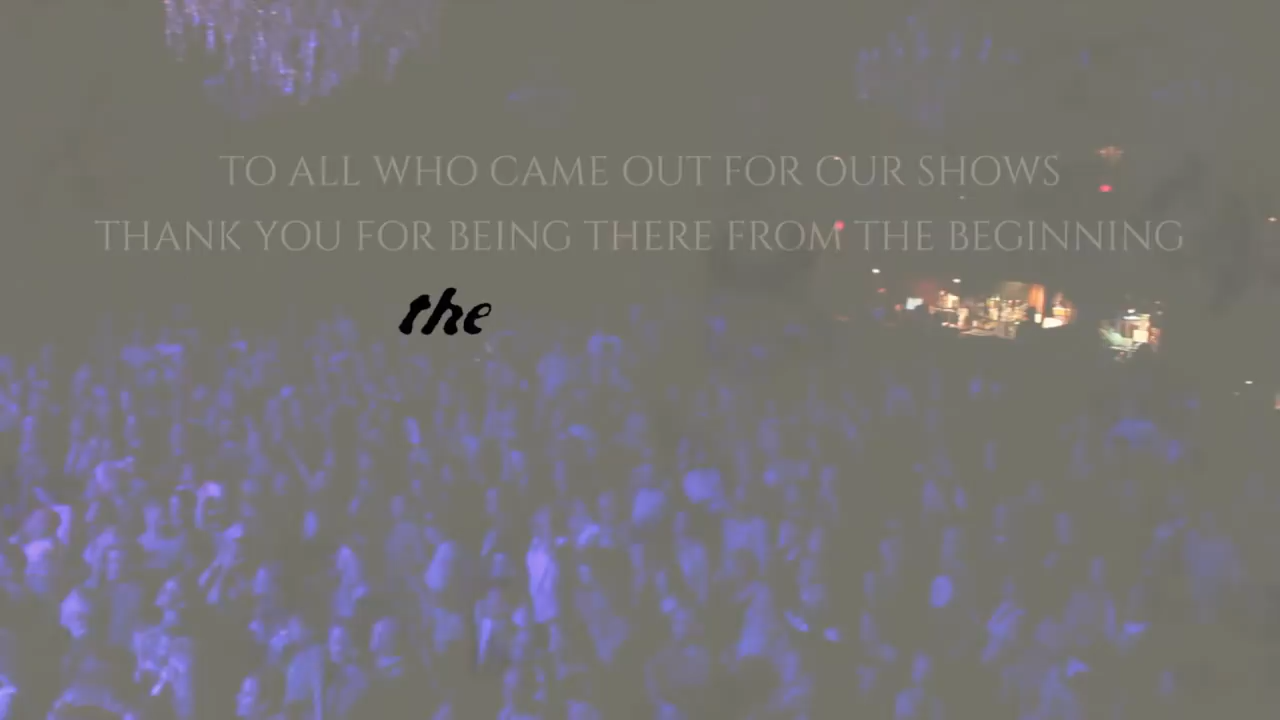 TO ALL WHO CAME OUT FOR OUR SHOWS
THANK YOU FOR BEING THERE FROM THE BEGINNING
the